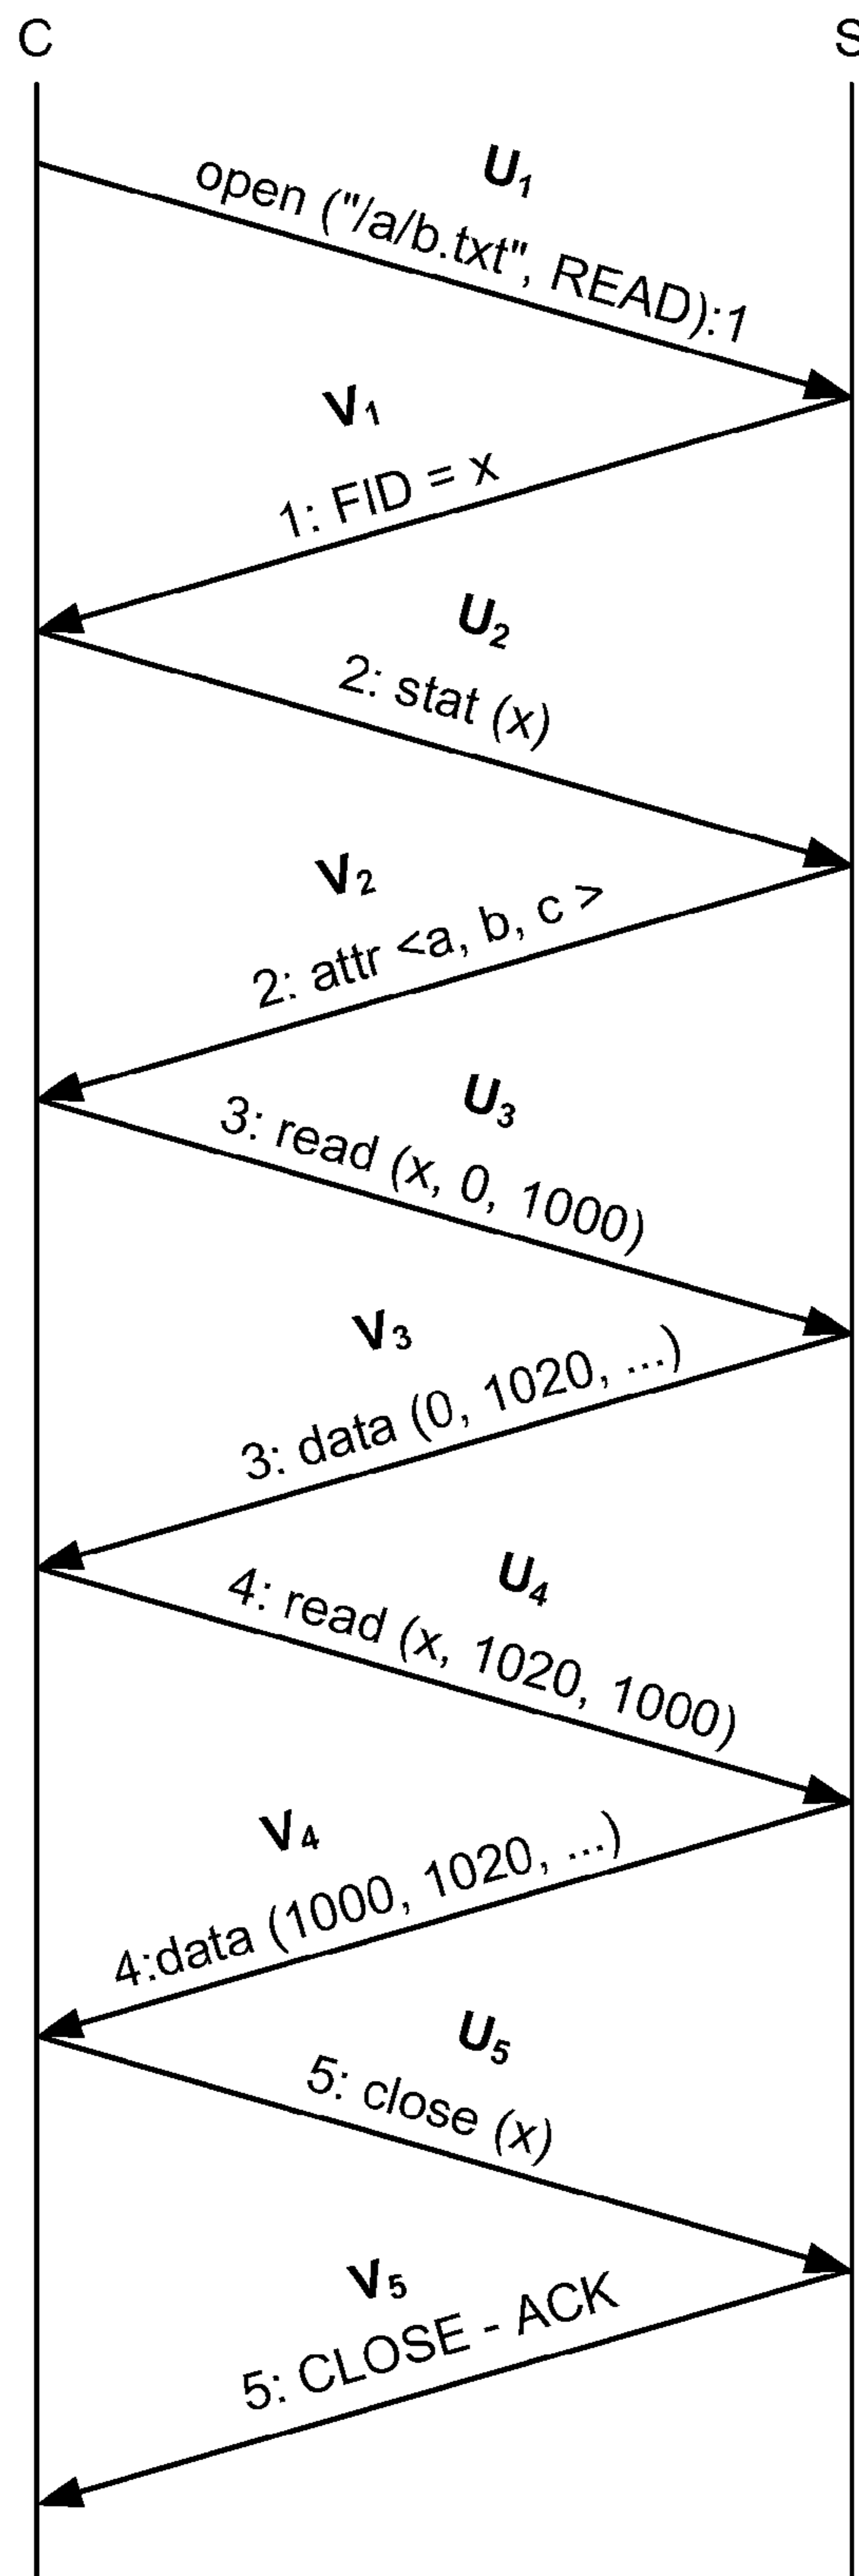 C
S
U1
open ("/a/b.txt", READ):1
V1
1: FID = x
U2
2: stat (x)
V2
2: attr <a, b, c >
U3
3: read (x, 0, 1000)
V3
3: data (0, 1020, ...)
U4
4: read (x, 1020, 1000)
V4
4:data (1000, 1020, ...)
U5
5: close (x)
V5
5: CLOSE - ACK